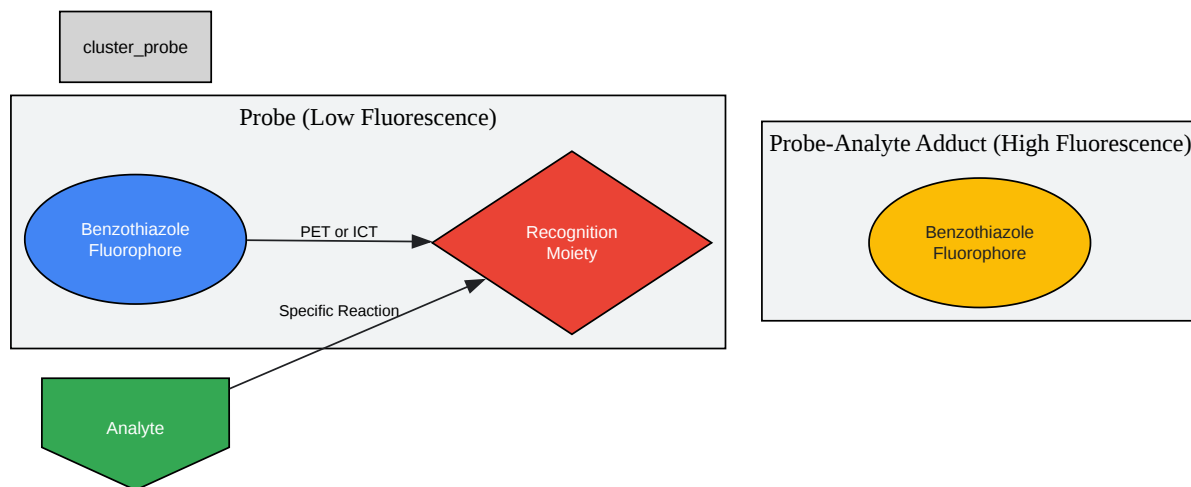 cluster_probe
Probe (Low Fluorescence)
Benzothiazole
Fluorophore
PET or ICT
Recognition
Moiety
Specific Reaction
Analyte
Probe-Analyte Adduct (High Fluorescence)
Benzothiazole
Fluorophore